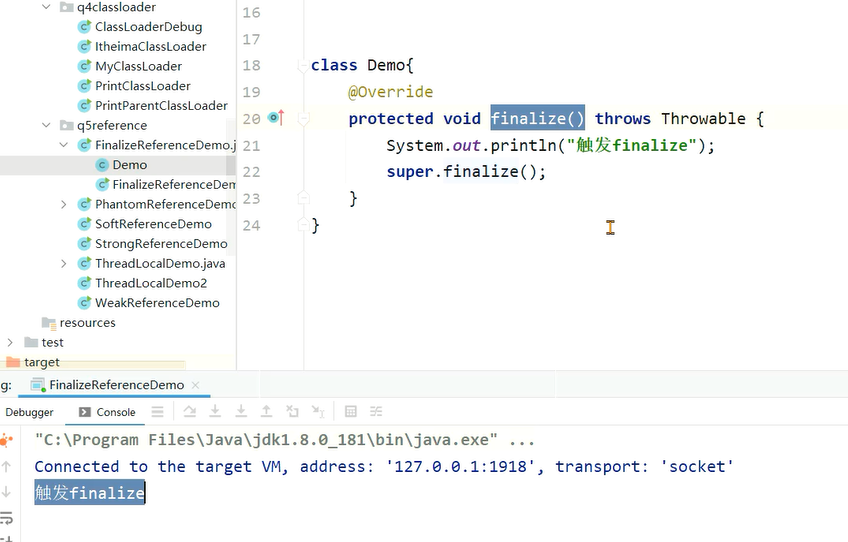 q4classloader
ClassLoaderDebug
ItheimaClassLoader
MyClassLoader
PrintClassLoader
PrintParentClassLoader
q5reference
FinalizeReferenceDemo.j
Demo
FinalizeReferenceDem
PhantomReferenceDemo
SoftReferenceDemo
StrongReferenceDemo
ThreadLocalDemo.java
ThreadLocalDemo2
WeakReferenceDemo
resources
test
target
16
17
18 class Demo{
19 @Override
20 protected void finalize() throws Throwable {
21 System.out.println("触发finalize");
22 super.finalize();
23 }
24 }
g: FinalizeReferenceDemo
Debugger Console
"C:\Program Files\Java\jdk1.8.0_181\bin\java.exe" ...
Connected to the target VM, address: '127.0.0.1:1918', transport: 'socket'
触发finalize